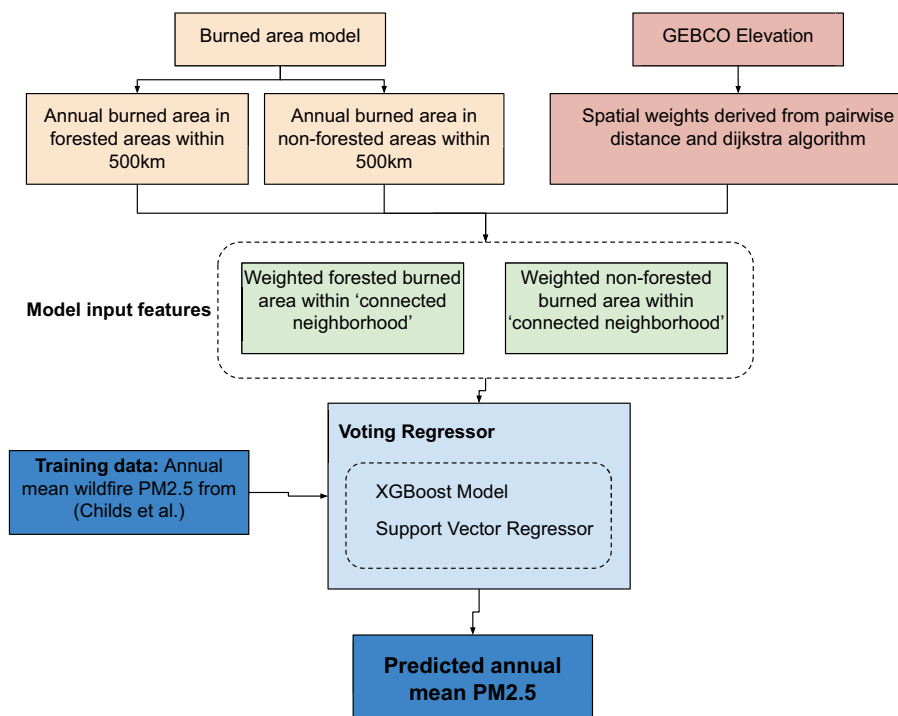 Burned area model
GEBCO Elevation
Annual burned area in
forested areas within
500km
Annual burned area in
non-forested areas within
500km
Spatial weights derived from pairwise
distance and dijkstra algorithm
Model input features
Weighted forested burned
area within ‘connected
neighborhood’
Weighted non-forested
burned area within
‘connected neighborhood’
Voting Regressor
Training data: Annual
mean wildfire PM2.5 from
(Childs et al.)
XGBoost Model
Support Vector Regressor
Predicted annual
mean PM2.5